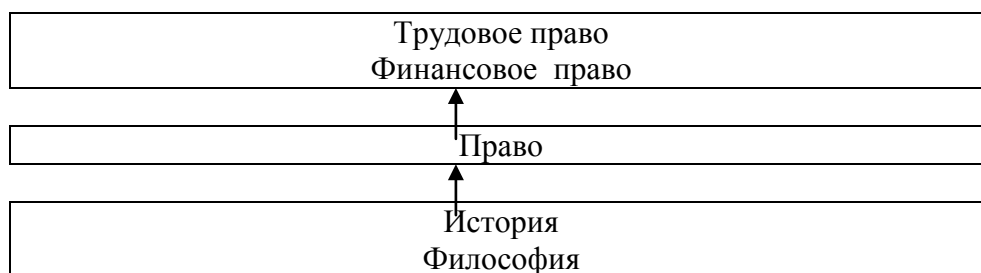 Трудовое право
Финансовое право
Право
История
Философия